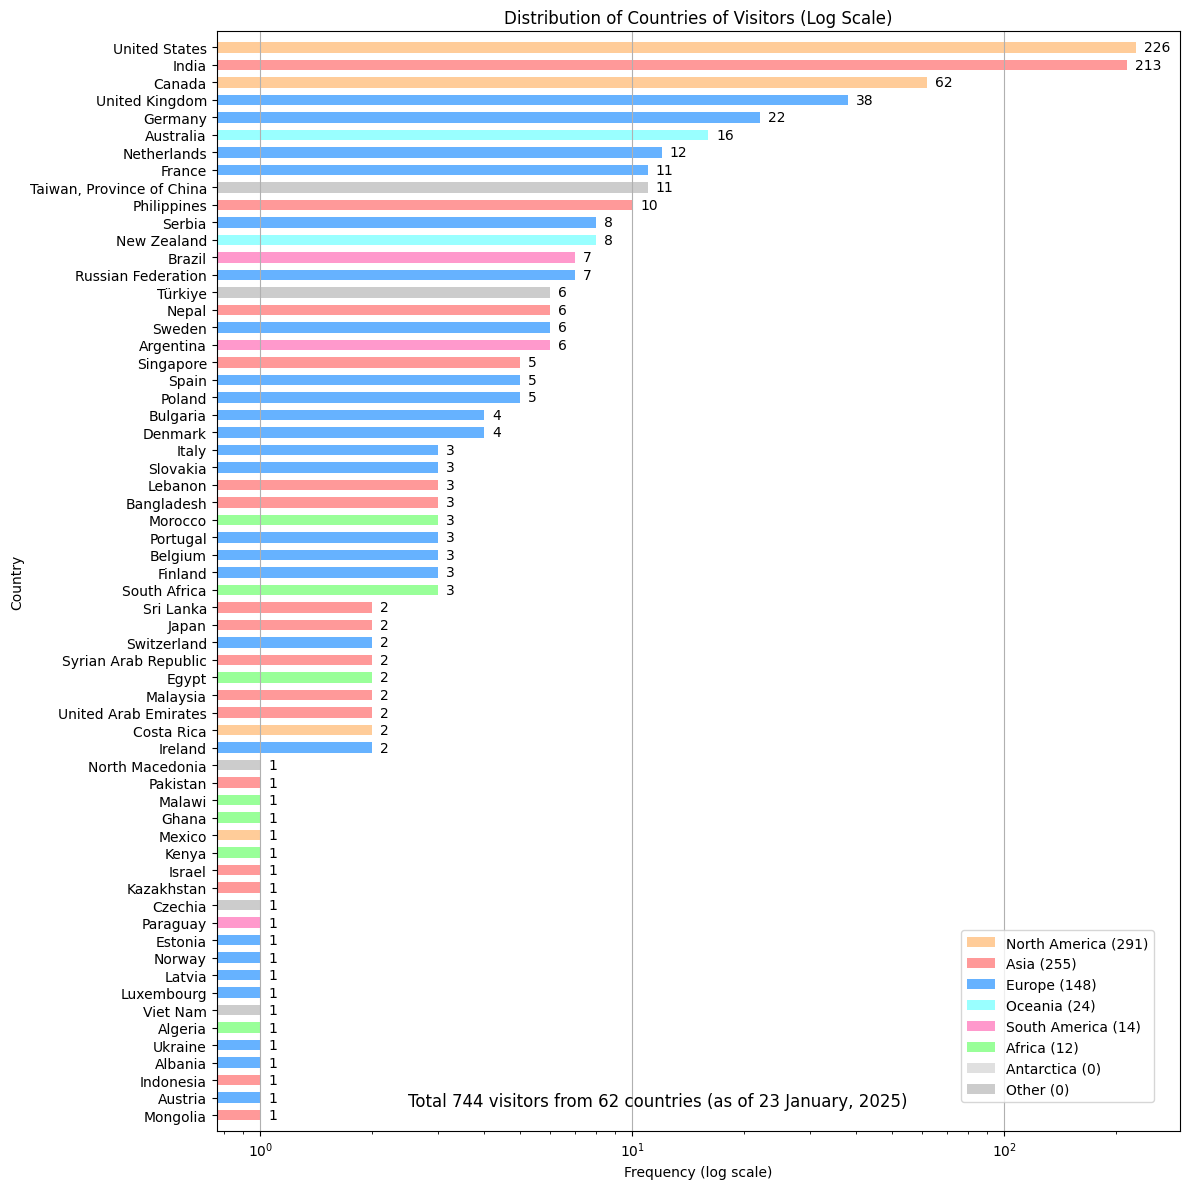 Distribution of Countries of Visitors (Log Scale)
Country
United States 226
India 213
Canada 62
United Kingdom 38
Germany 22
Australia 16
Netherlands 12
France 11
Taiwan, Province of China 11
Philippines 10
Serbia 8
New Zealand 8
Brazil 7
Russian Federation 7
Türkiye 6
Nepal 6
Sweden 6
Argentina 6
Singapore 5
Spain 5
Poland 5
Bulgaria 4
Denmark 4
Italy 3
Slovakia 3
Lebanon 3
Bangladesh 3
Morocco 3
Portugal 3
Belgium 3
Finland 3
South Africa 3
Sri Lanka 2
Japan 2
Switzerland 2
Syrian Arab Republic 2
Egypt 2
Malaysia 2
United Arab Emirates 2
Costa Rica 2
Ireland 2
North Macedonia 1
Pakistan 1
Malawi 1
Ghana 1
Mexico 1
Kenya 1
Israel 1
Kazakhstan 1
Czechia 1
Paraguay 1
Estonia 1
Norway 1
Latvia 1
Luxembourg 1
Viet Nam 1
Algeria 1
Ukraine 1
Albania 1
Indonesia 1
Austria 1
Mongolia 1
North America (291)
Asia (255)
Europe (148)
Oceania (24)
South America (14)
Africa (12)
Antarctica (0)
Other (0)
Total 744 visitors from 62 countries (as of 23 January, 2025)
10⁰ 10¹ 10²
Frequency (log scale)